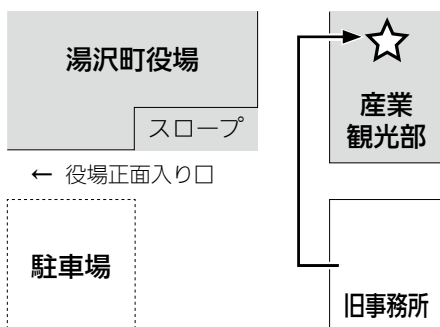 湯沢町役場
スロープ
← 役場正面入り口
駐車場
産業
観光部
旧事務所